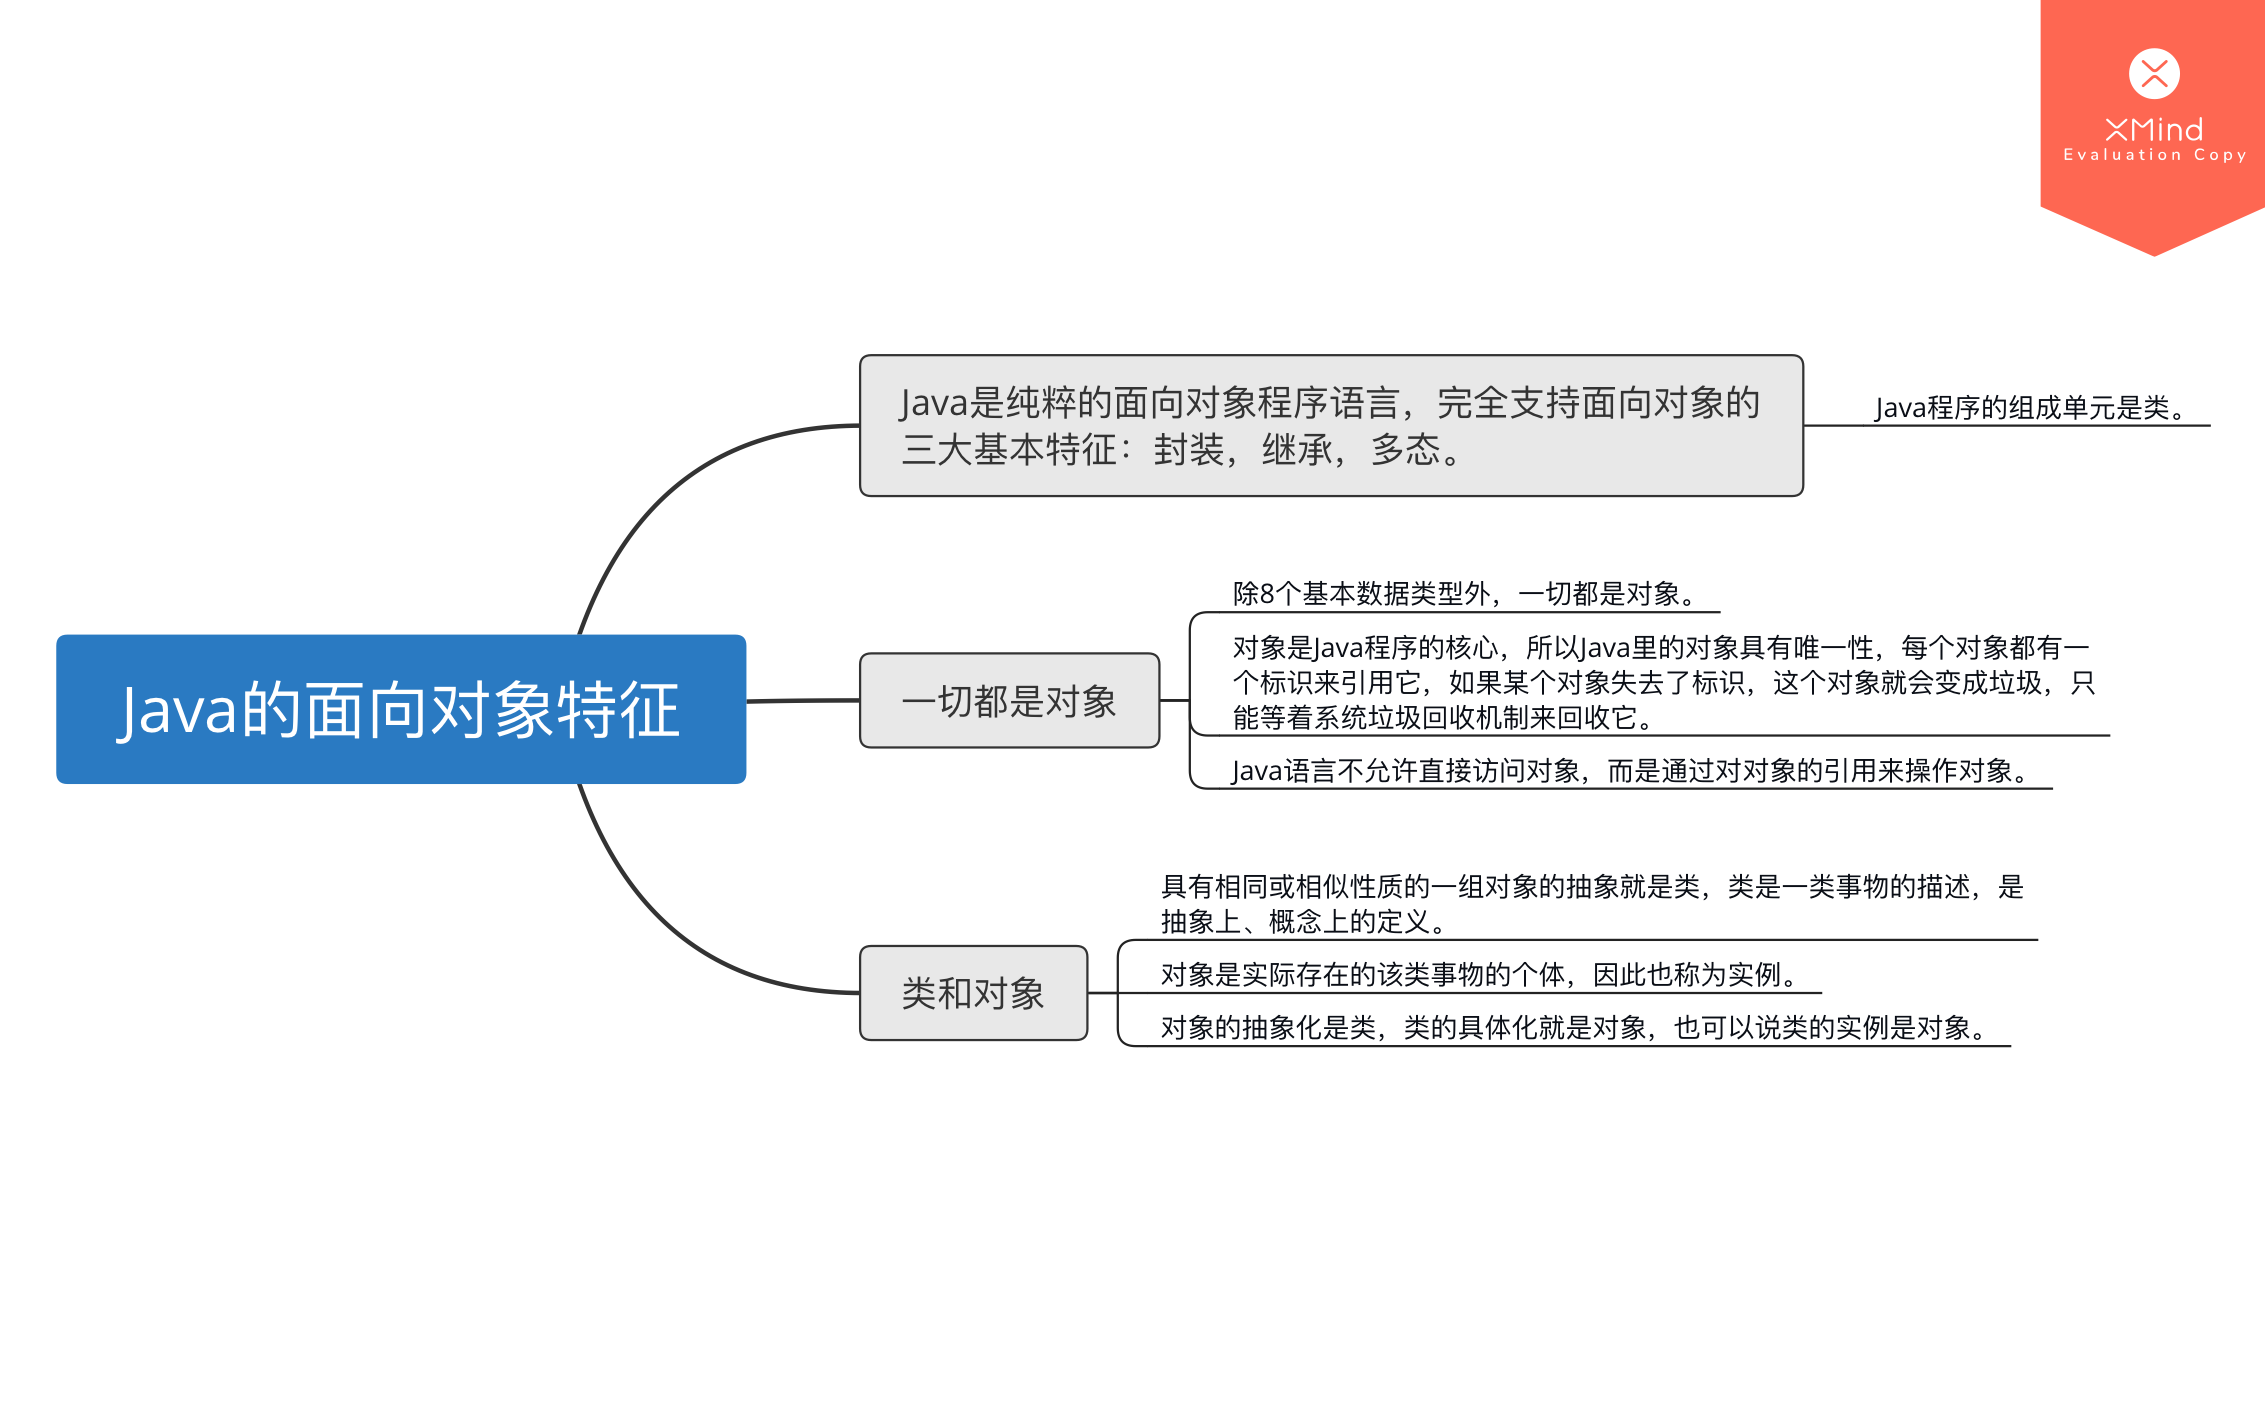 XMind
Evaluation Copy
Java是纯粹的面向对象程序语言，完全支持面向对象的
三大基本特征：封装，继承，多态。
Java程序的组成单元是类。
Java的面向对象特征
一切都是对象
除8个基本数据类型外，一切都是对象。
对象是Java程序的核心，所以Java里的对象具有唯一性，每个对象都有一
个标识来引用它，如果某个对象失去了标识，这个对象就会变成垃圾，只
能等着系统垃圾回收机制来回收它。
Java语言不允许直接访问对象，而是通过对对象的引用来操作对象。
类和对象
具有相同或相似性质的一组对象的抽象就是类，类是一类事物的描述，是
抽象上、概念上的定义。
对象是实际存在的该类事物的个体，因此也称为实例。
对象的抽象化是类，类的具体化就是对象，也可以说类的实例是对象。